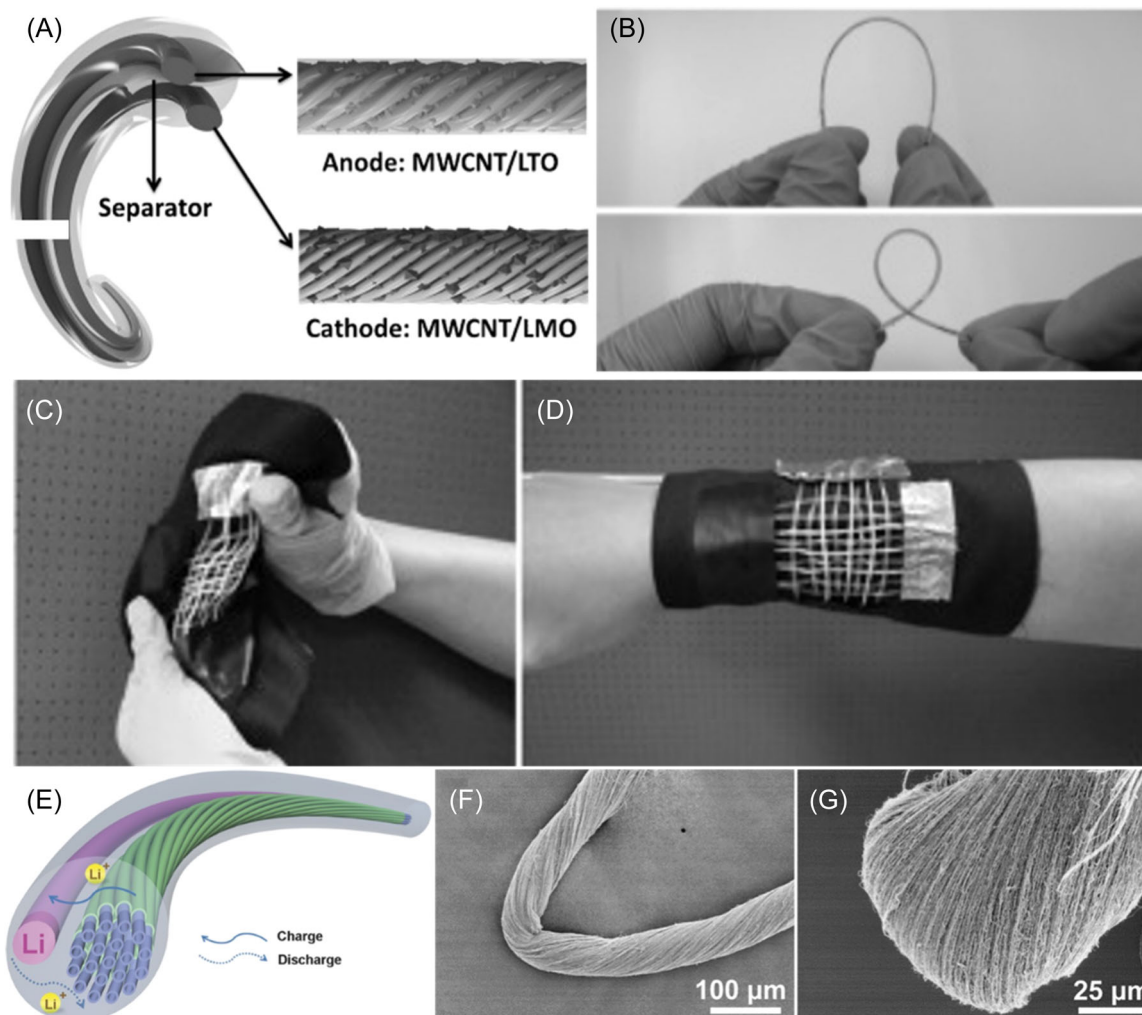 (A)
Separator
Anode: MWCNT/LTO
Cathode: MWCNT/LMO
(B)
(C)
(D)
(E)
Li+
Li
Li+
Charge
Discharge
(F)
100 µm
(G)
25 µm